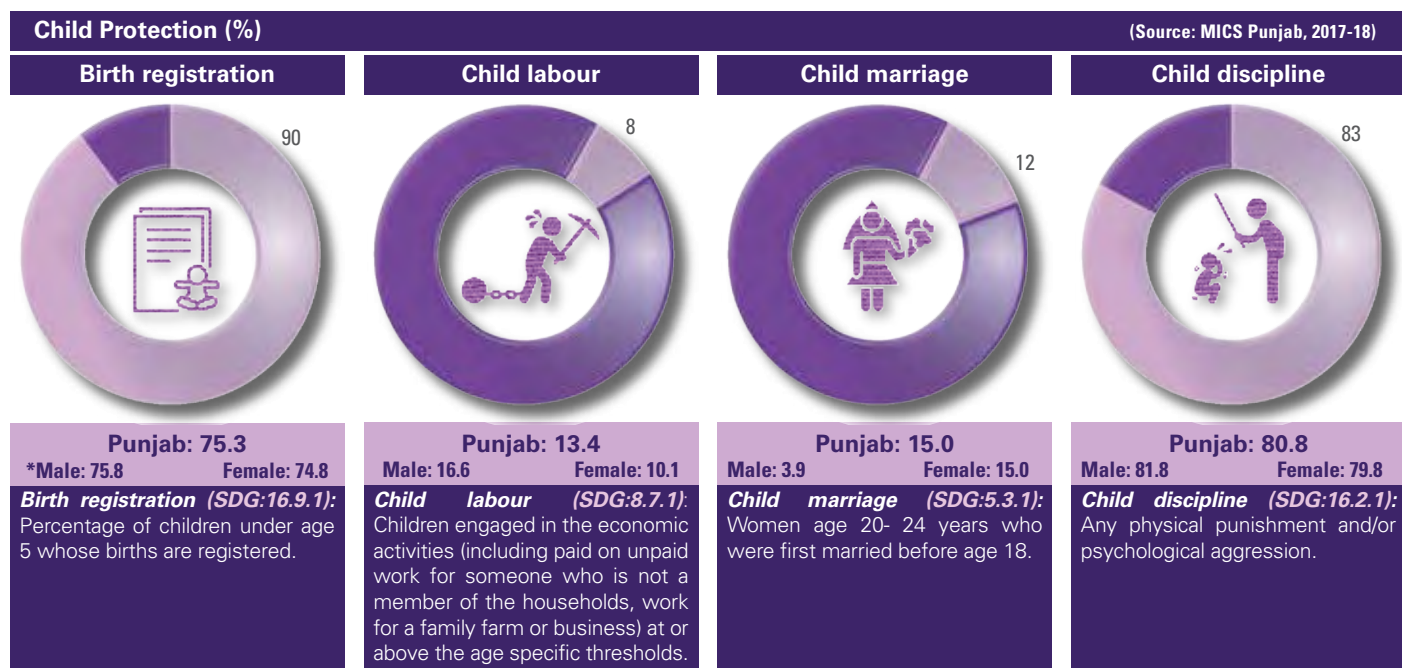 Child Protection (%)
(Source: MICS Punjab, 2017-18)
Birth registration
90
Punjab: 75.3
*Male: 75.8 Female: 74.8
Birth registration (SDG:16.9.1):
Percentage of children under age
5 whose births are registered.
Child labour
8
Punjab: 13.4
Male: 16.6 Female: 10.1
Child labour (SDG:8.7.1):
Children engaged in the economic
activities (including paid on unpaid
work for someone who is not a
member of the households, work
for a family farm or business) at or
above the age specific thresholds.
Child marriage
12
Punjab: 15.0
Male: 3.9 Female: 15.0
Child marriage (SDG:5.3.1):
Women age 20- 24 years who
were first married before age 18.
Child discipline
83
Punjab: 80.8
Male: 81.8 Female: 79.8
Child discipline (SDG:16.2.1):
Any physical punishment and/or
psychological aggression.